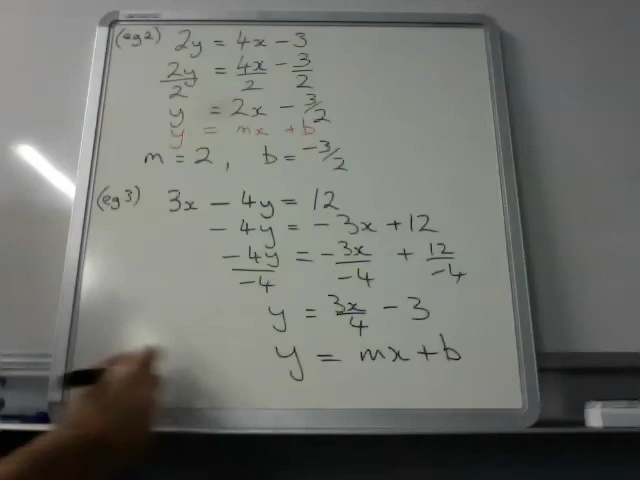 (eg2) 2y = 4x - 3
2y/2 = 4x/2 - 3/2
y = 2x - 3/2
y = mx + b
m = 2, b = -3/2
(eg3) 3x - 4y = 12
- 4y = - 3x + 12
- 4y/-4 = - 3x/-4 + 12/-4
y = 3x/4 - 3
y = mx + b